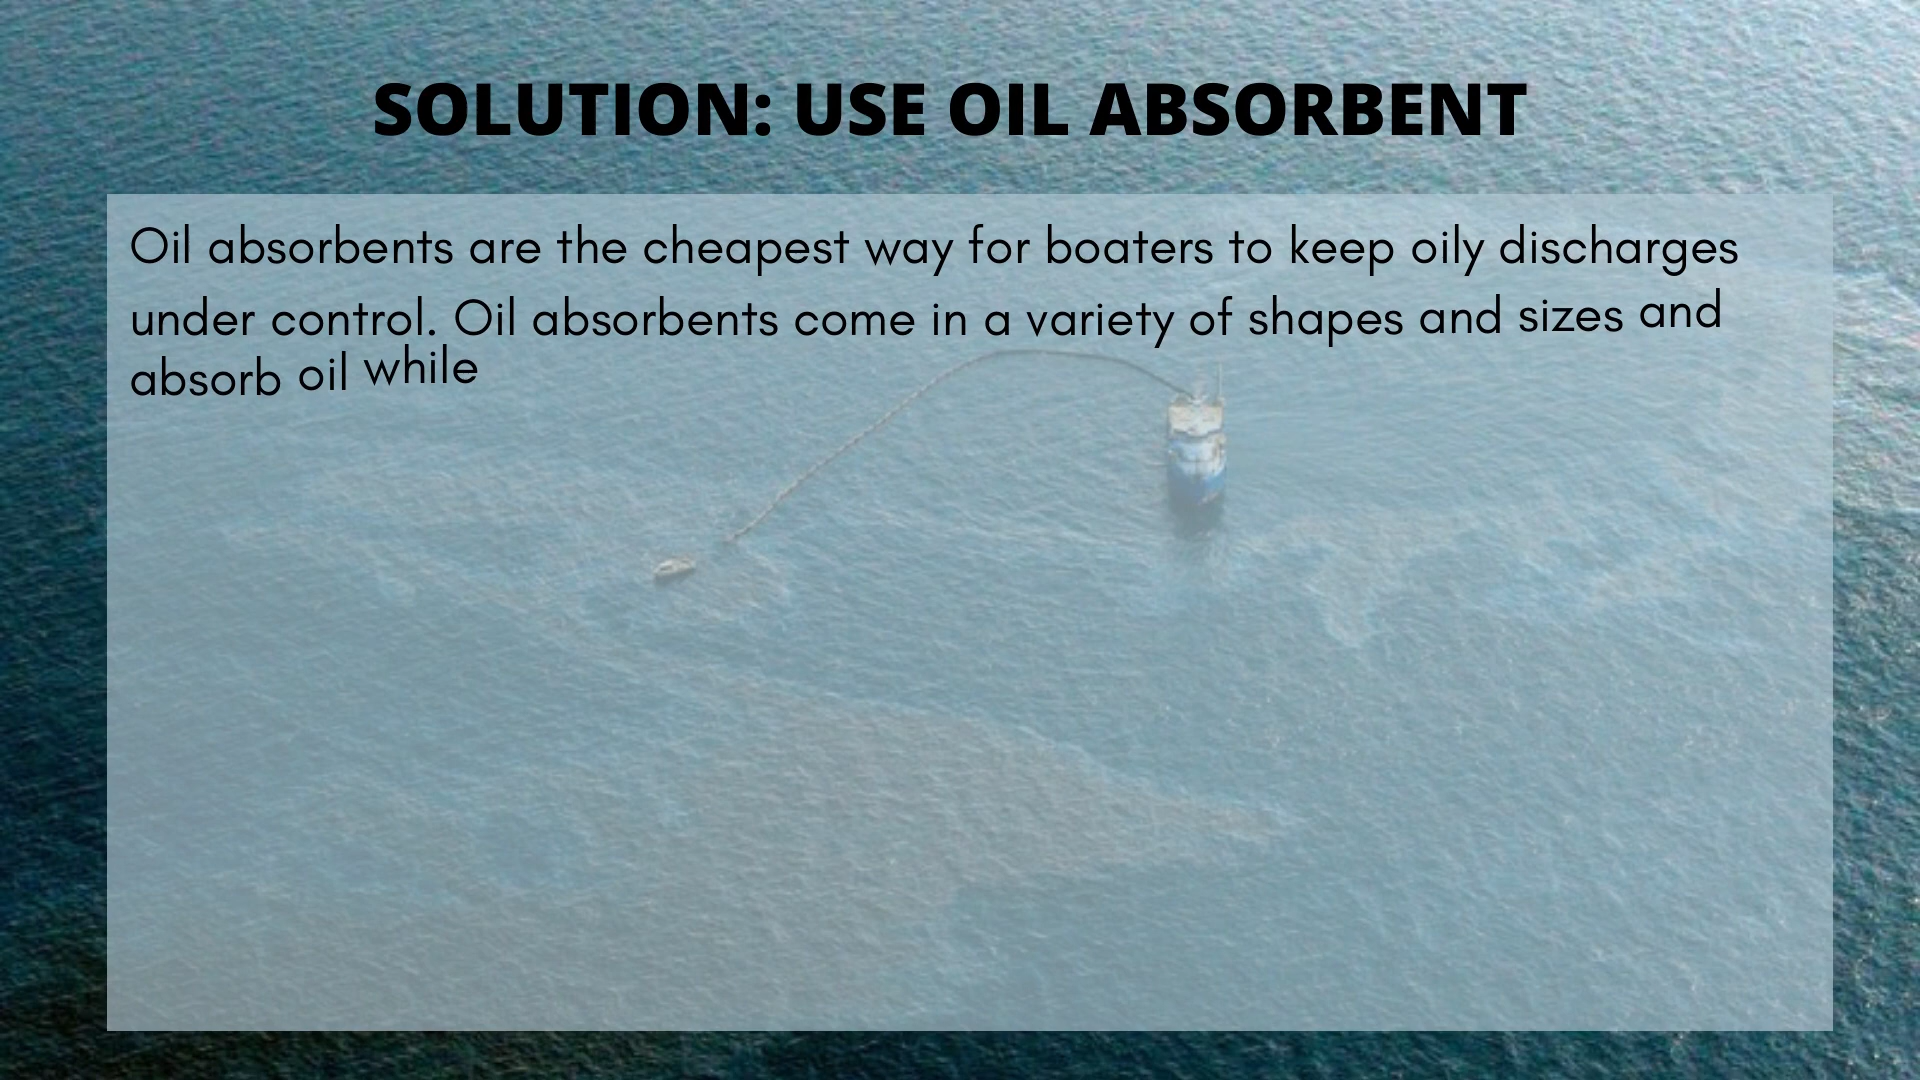 SOLUTION: USE OIL ABSORBENT
Oil absorbents are the cheapest way for boaters to keep oily discharges
under control. Oil absorbents come in a variety of shapes and sizes and
absorb oil while